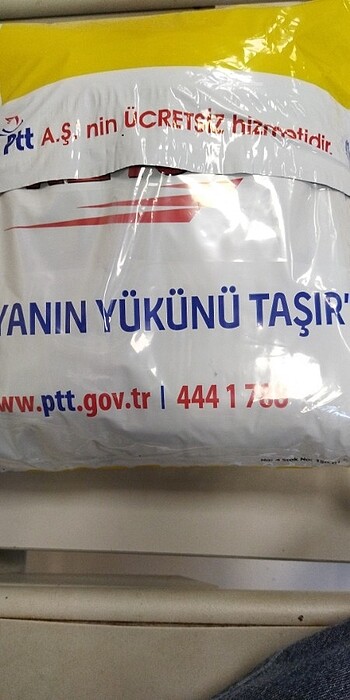 Ptt A.Ş. nin ÜCRETSİZ hizmetidir.
YANIN YÜKÜNÜ TAŞIR
www.ptt.gov.tr | 444 1 788